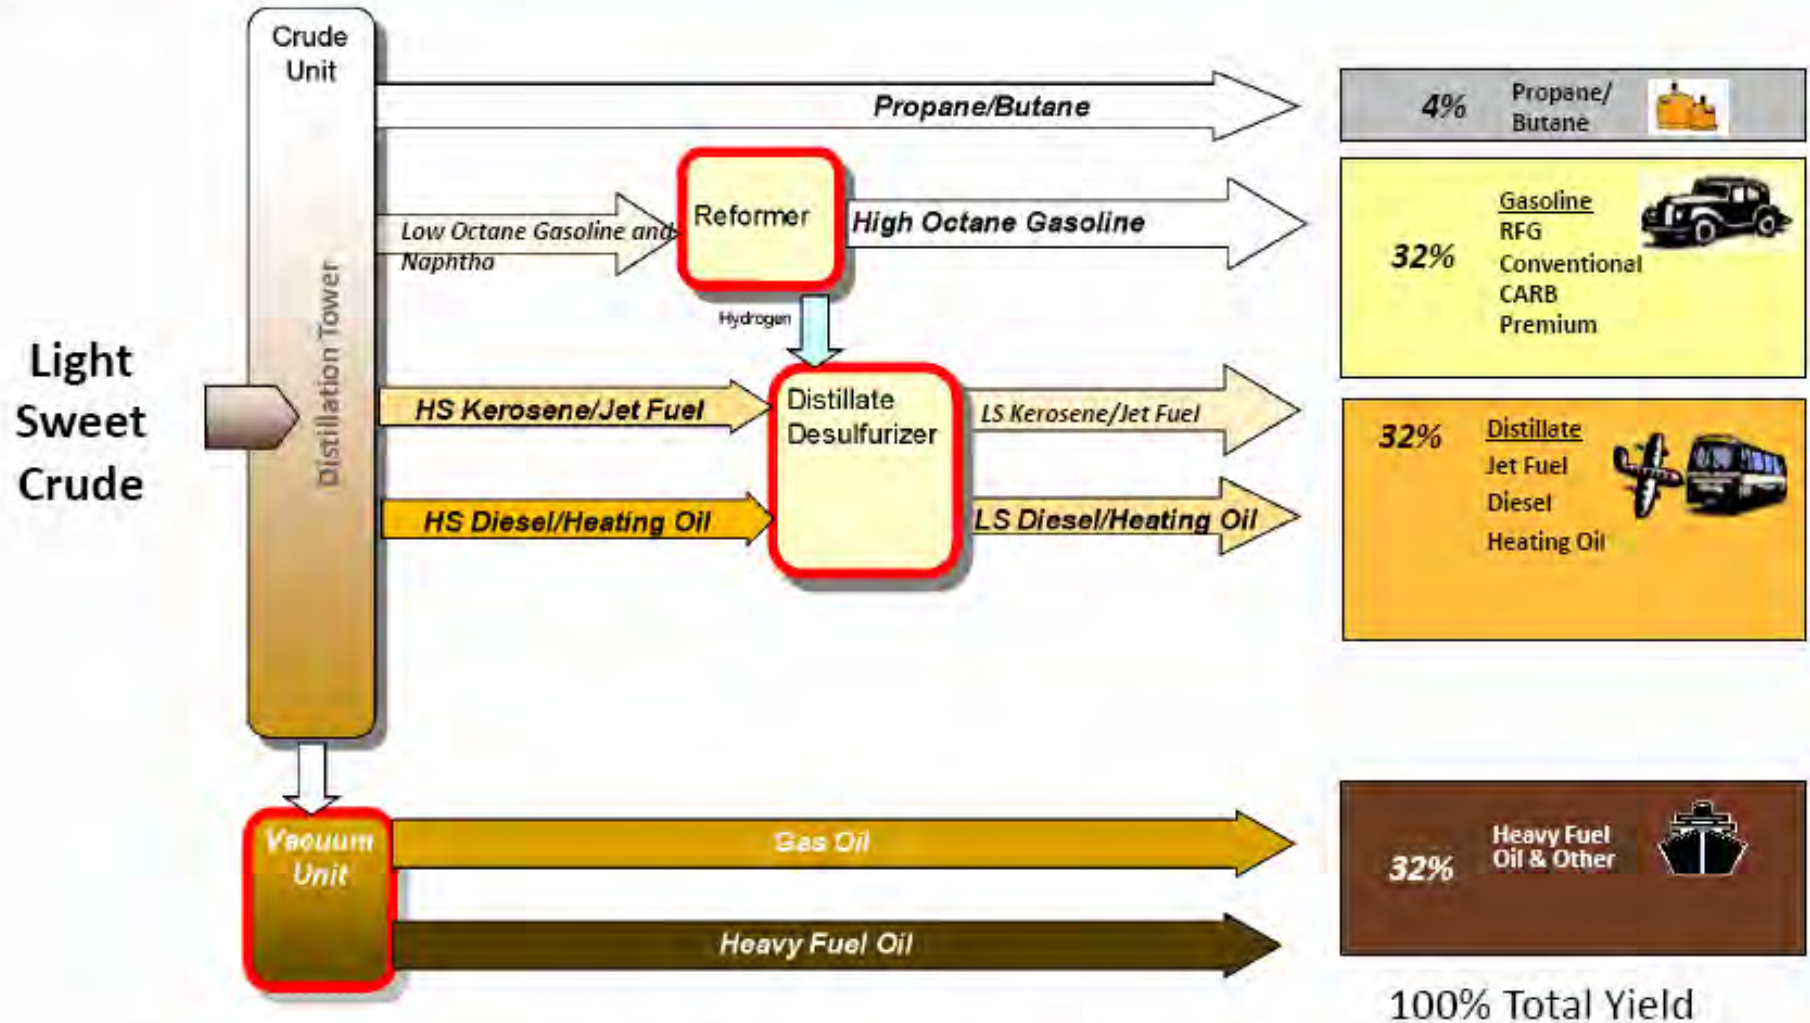 Crude
Unit
Distillation Tower
Light
Sweet
Crude
Propane/Butane
Low Octane Gasoline and
Naphtha
Reformer
High Octane Gasoline
Hydrogen
HS Kerosene/Jet Fuel
Distillate
Desulfurizer
LS Kerosene/Jet Fuel
HS Diesel/Heating Oil
LS Diesel/Heating Oil
Vacuum
Unit
Gas Oil
Heavy Fuel Oil
4%
Propane/
Butane
32%
Gasoline
RFG
Conventional
CARB
Premium
32%
Distillate
Jet Fuel
Diesel
Heating Oil
32%
Heavy Fuel
Oil & Other
100% Total Yield